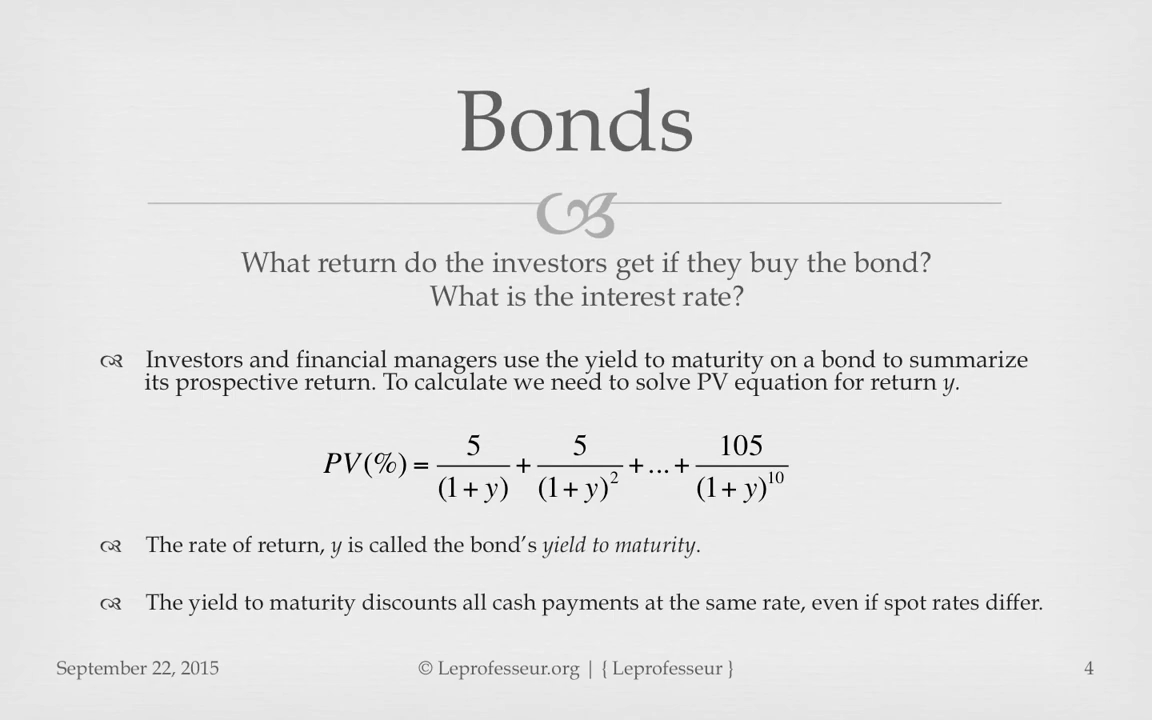 Bonds
What return do the investors get if they buy the bond?
What is the interest rate?
Investors and financial managers use the yield to maturity on a bond to summarize
its prospective return. To calculate we need to solve PV equation for return y.
PV(%) = 5/(1+y) + 5/(1+y)^2 + ... + 105/(1+y)^10
The rate of return, y is called the bond’s yield to maturity.
The yield to maturity discounts all cash payments at the same rate, even if spot rates differ.
September 22, 2015 © Leprofesseur.org | { Leprofesseur } 4